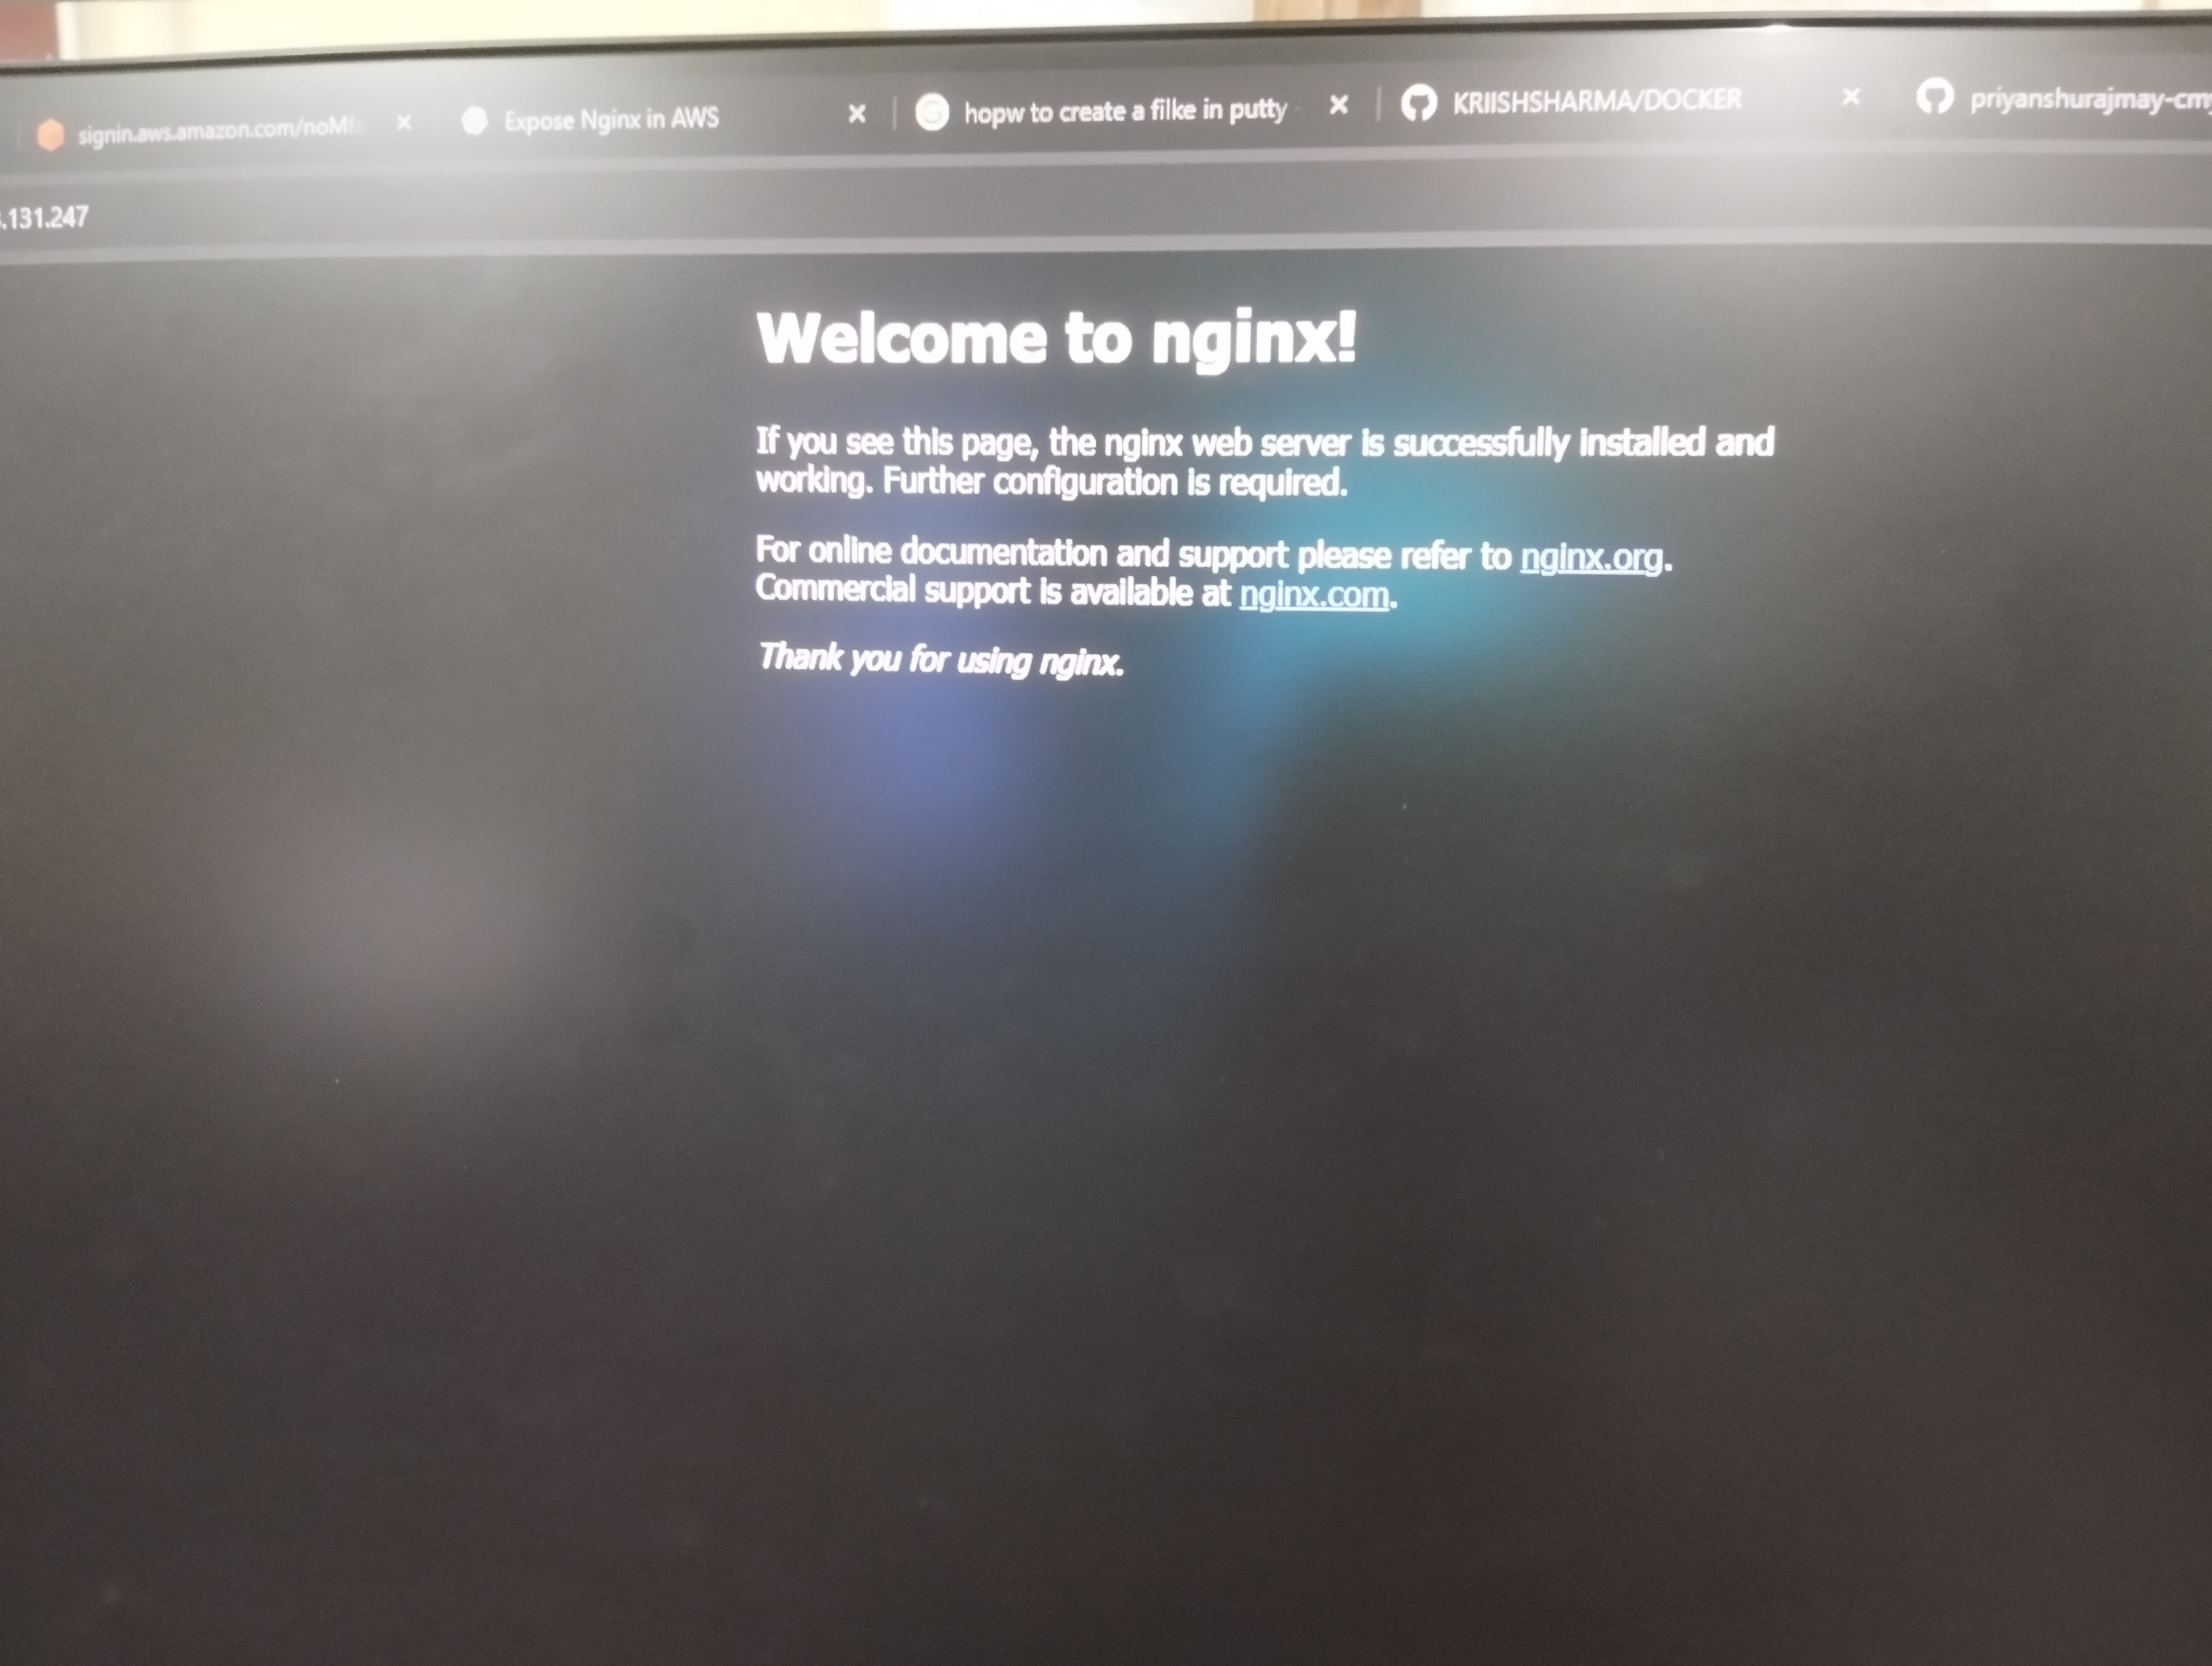 signin.aws.amazon.com/noMf
Expose Nginx in AWS
hopw to create a filke in putty
KRIISHSHARMA/DOCKER
priyanshurajmay-cmy
.131.247
Welcome to nginx!
If you see this page, the nginx web server is successfully installed and
working. Further configuration is required.
For online documentation and support please refer to nginx.org.
Commercial support is available at nginx.com.
Thank you for using nginx.